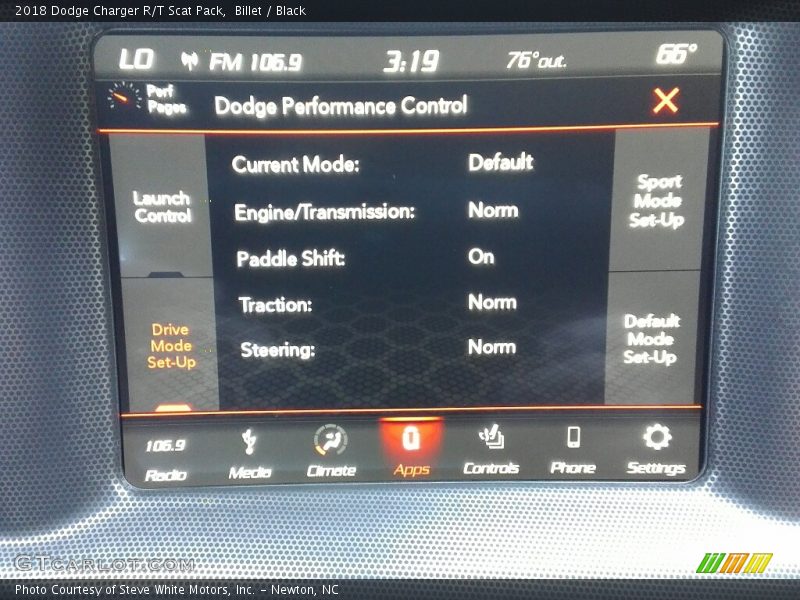 2018 Dodge Charger R/T Scat Pack, Billet / Black
LO FM 106.9 3:19 76°out. 66°
Perf
Pages
Dodge Performance Control
Launch
Control
Drive
Mode
Set-Up
Current Mode: Default
Engine/Transmission: Norm
Paddle Shift: On
Traction: Norm
Steering: Norm
Sport
Mode
Set-Up
Default
Mode
Set-Up
106.9
Radio Media Climate Apps Controls Phone Settings
GTcarlot.com
Photo Courtesy of Steve White Motors, Inc. – Newton, NC